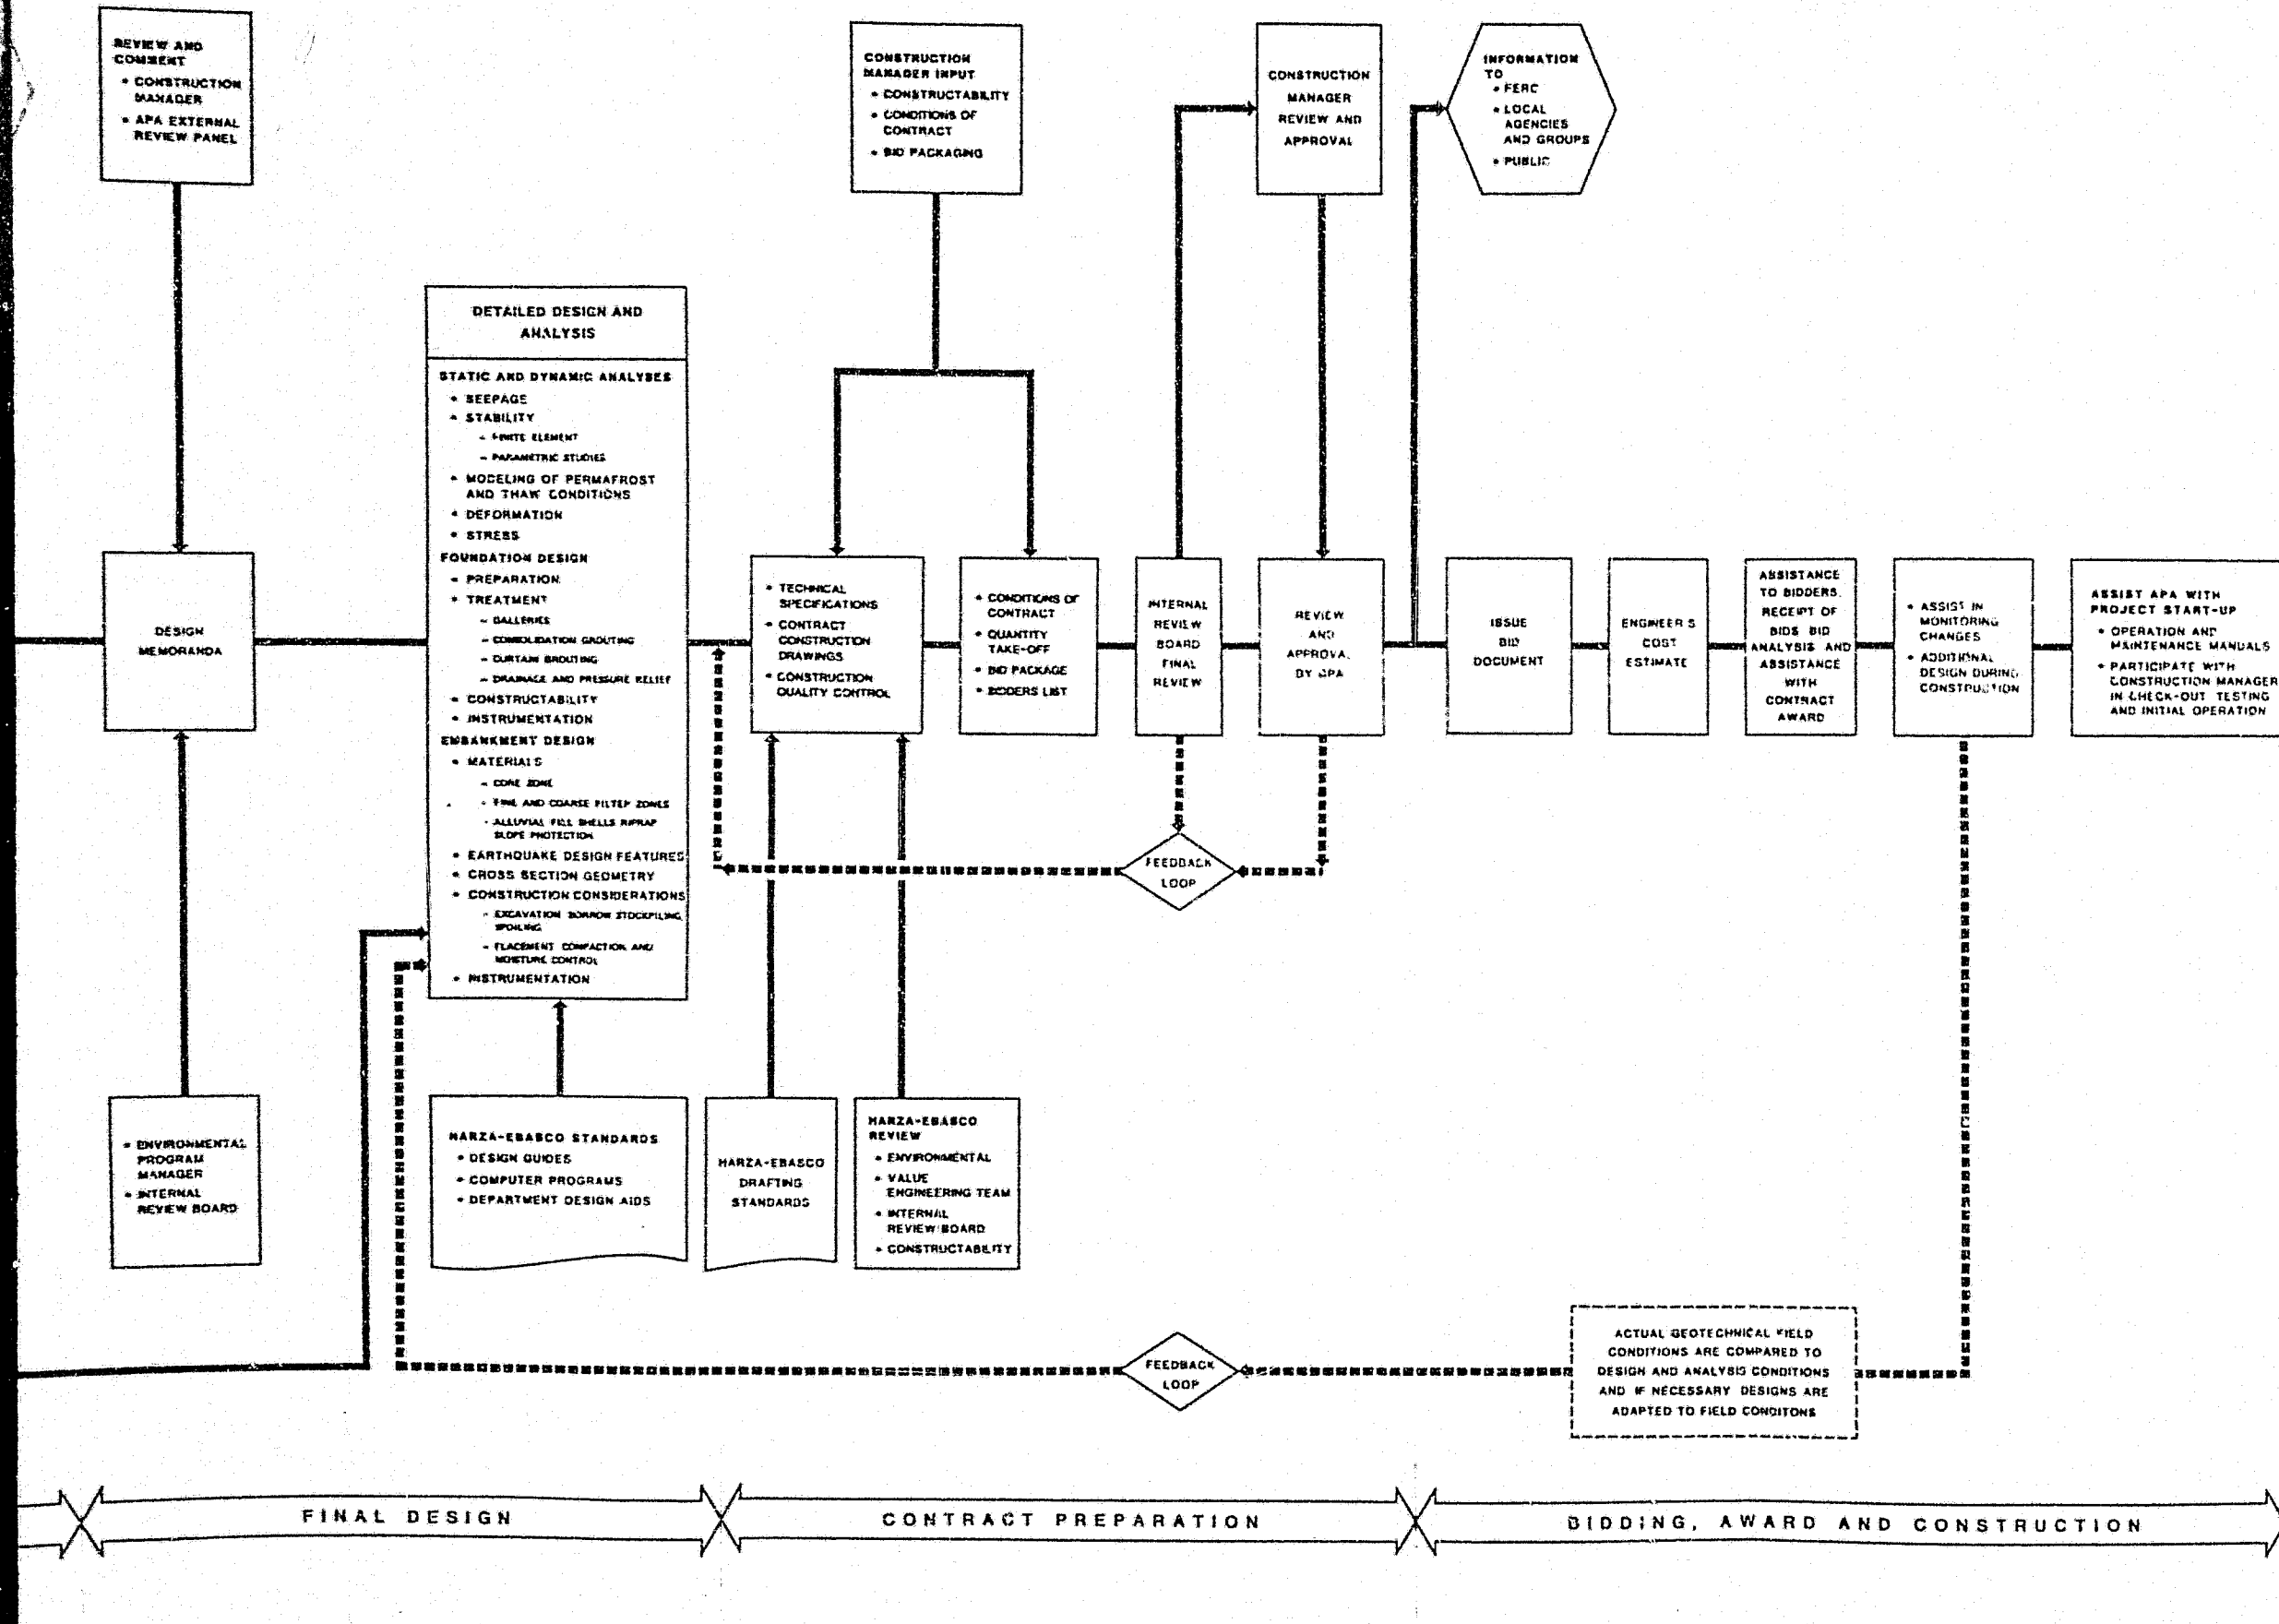 REVIEW AND
COMMENT
• CONSTRUCTION
MANAGER
• APA EXTERNAL
REVIEW PANEL
CONSTRUCTION
MANAGER INPUT
• CONSTRUCTABILITY
• CONDITIONS OF
CONTRACT
• BID PACKAGING
CONSTRUCTION
MANAGER
REVIEW AND
APPROVAL
INFORMATION
TO
• FERC
• LOCAL
AGENCIES
AND GROUPS
• PUBLIC
DETAILED DESIGN AND
ANALYSIS
STATIC AND DYNAMIC ANALYSES
• SEEPAGE
• STABILITY
– FINITE ELEMENT
– PARAMETRIC STUDIES
• MODELING OF PERMAFROST
AND THAW CONDITIONS
• DEFORMATION
• STRESS
FOUNDATION DESIGN
– PREPARATION
• TREATMENT
– GALLERIES
– CONSOLIDATION GROUTING
– CURTAIN GROUTING
– DRAINAGE AND PRESSURE RELIEF
• CONSTRUCTABILITY
• INSTRUMENTATION
EMBANKMENT DESIGN
• MATERIALS
– CORE ZONE
– FINE AND COARSE FILTER ZONES
– ALLUVIAL FILL SHELLS RIPRAP
SLOPE PROTECTION
• EARTHQUAKE DESIGN FEATURES
• CROSS SECTION GEOMETRY
• CONSTRUCTION CONSIDERATIONS
– EXCAVATION BORROW STOCKPILING,
SPOILING
– PLACEMENT COMPACTION AND
MOISTURE CONTROL
• INSTRUMENTATION
DESIGN
MEMORANDA
• TECHNICAL
SPECIFICATIONS
• CONTRACT
CONSTRUCTION
DRAWINGS
• CONSTRUCTION
QUALITY CONTROL
• CONDITIONS OF
CONTRACT
• QUANTITY
TAKE-OFF
• BID PACKAGE
• BIDDERS LIST
INTERNAL
REVIEW
BOARD
FINAL
REVIEW
REVIEW
AND
APPROVAL
BY APA
ISSUE
BID
DOCUMENT
ENGINEERS
COST
ESTIMATE
ASSISTANCE
TO BIDDERS,
RECEIPT OF
BIDS BID
ANALYSIS AND
ASSISTANCE
WITH
CONTRACT
AWARD
• ASSIST IN
MONITORING
CHANGES
• ADDITIONAL
DESIGN DURING
CONSTRUCTION
ASSIST APA WITH
PROJECT START-UP
• OPERATION AND
MAINTENANCE MANUALS
• PARTICIPATE WITH
CONSTRUCTION MANAGER
IN CHECK-OUT TESTING
AND INITIAL OPERATION
FEEDBACK
LOOP
• ENVIRONMENTAL
PROGRAM
MANAGER
• INTERNAL
REVIEW BOARD
HARZA-EBASCO STANDARDS
• DESIGN GUIDES
• COMPUTER PROGRAMS
• DEPARTMENT DESIGN AIDS
HARZA-EBASCO
DRAFTING
STANDARDS
HARZA-EBASCO
REVIEW
• ENVIRONMENTAL
• VALUE
ENGINEERING TEAM
• INTERNAL
REVIEW BOARD
• CONSTRUCTABILITY
FEEDBACK
LOOP
ACTUAL GEOTECHNICAL FIELD
CONDITIONS ARE COMPARED TO
DESIGN AND ANALYSIS CONDITIONS
AND IF NECESSARY DESIGNS ARE
ADAPTED TO FIELD CONDITONS
FINAL DESIGN
CONTRACT PREPARATION
BIDDING, AWARD AND CONSTRUCTION